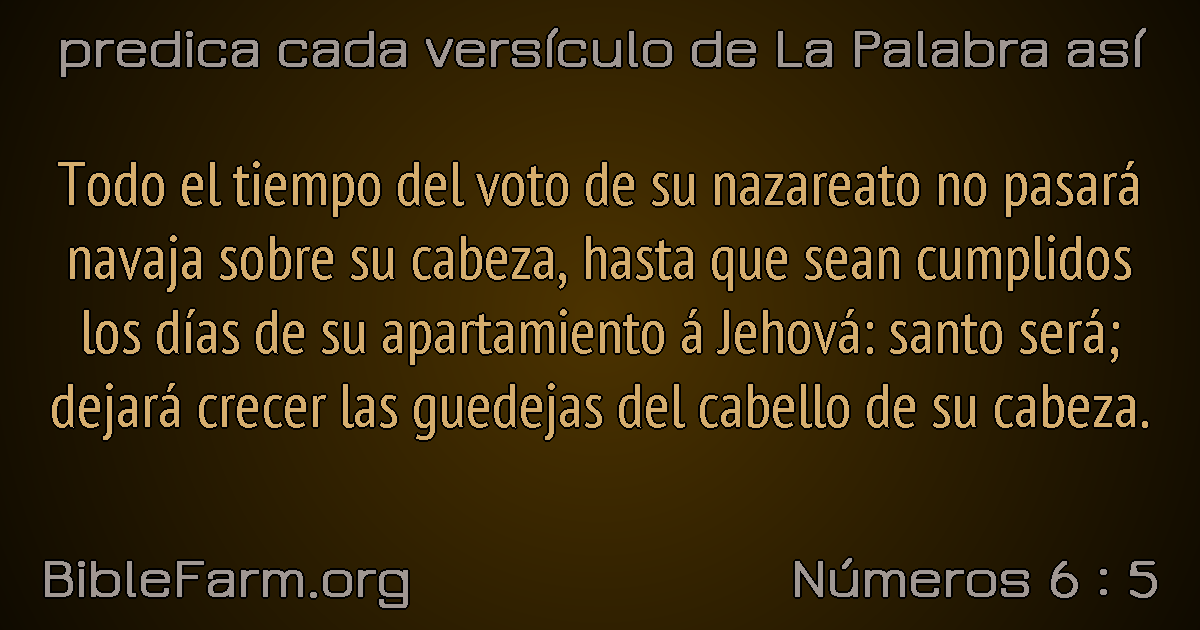 predica cada versículo de La Palabra así
Todo el tiempo del voto de su nazareato no pasará
navaja sobre su cabeza, hasta que sean cumplidos
los días de su apartamiento á Jehová: santo será;
dejará crecer las guedejas del cabello de su cabeza.
BibleFarm.org
Números 6 : 5